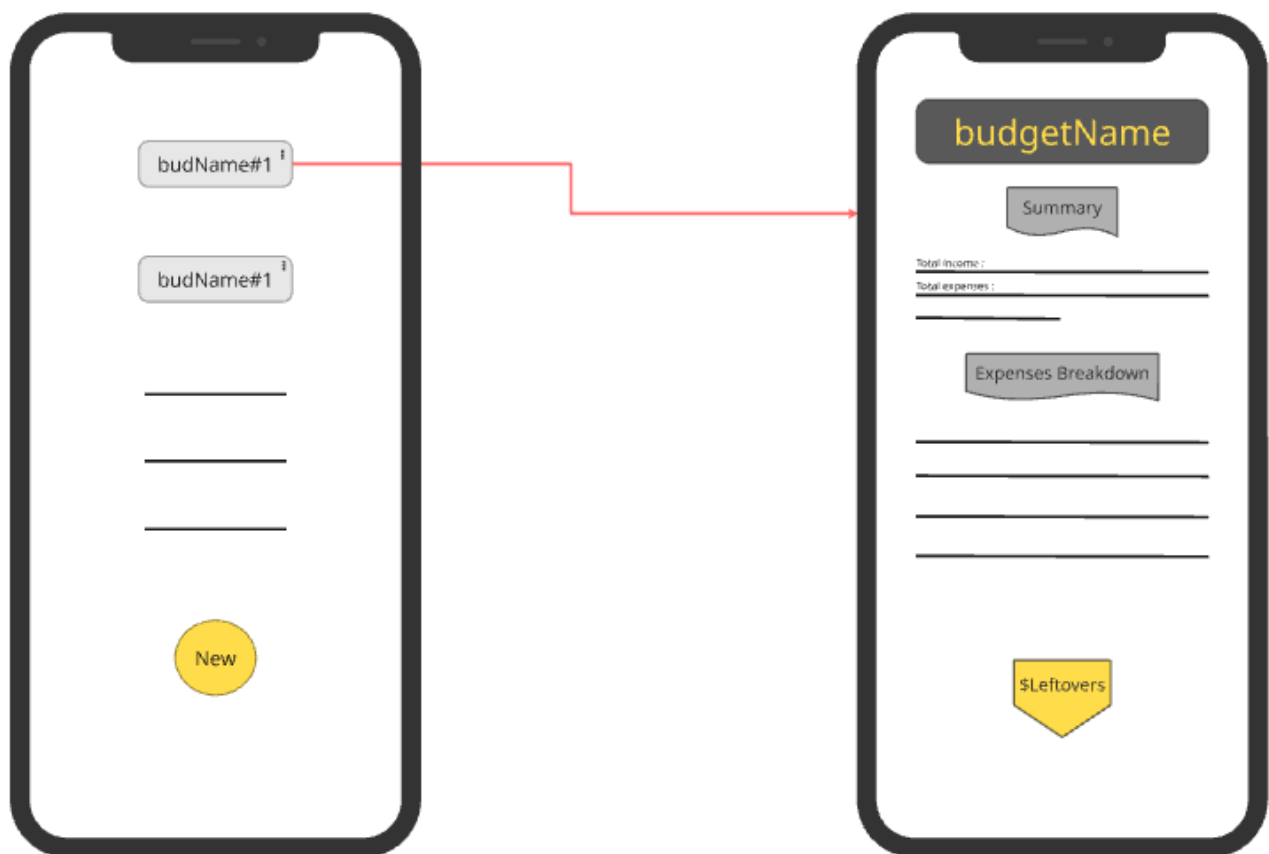 budName#1
budName#1
New
budgetName
Summary
Total income :
Total expenses :
Expenses Breakdown
$Leftovers